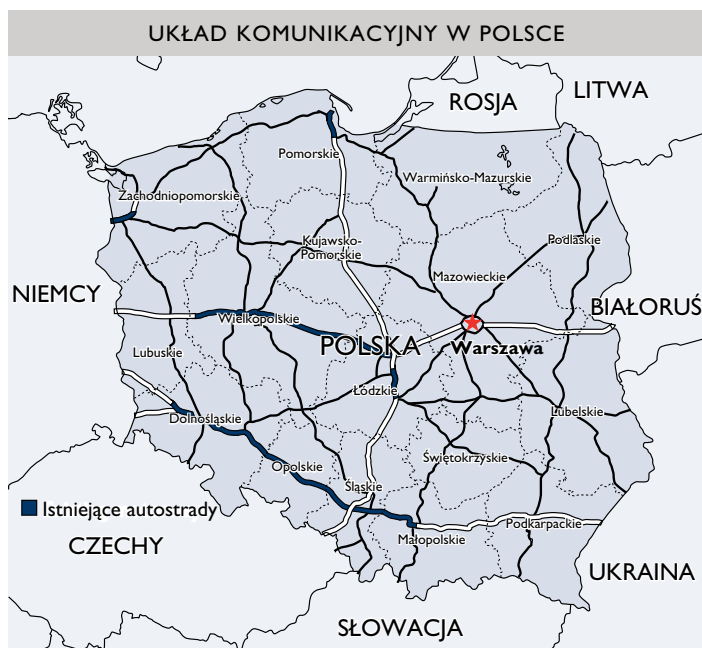 UKŁAD KOMUNIKACYJNY W POLSCE
LITWA
ROSJA
Pomorskie
Warmińsko-Mazurskie
Zachodniopomorskie
Kujawsko-
Pomorskie
Podlaskie
Mazowieckie
NIEMCY
BIAŁORUŚ
Wielkopolskie
POLSKA
Warszawa
Lubuskie
Łódzkie
Dolnośląskie
Lubelskie
Opolskie
Świętokrzyskie
Śląskie
Istniejące autostrady
Podkarpackie
Małopolskie
CZECHY
UKRAINA
SŁOWACJA